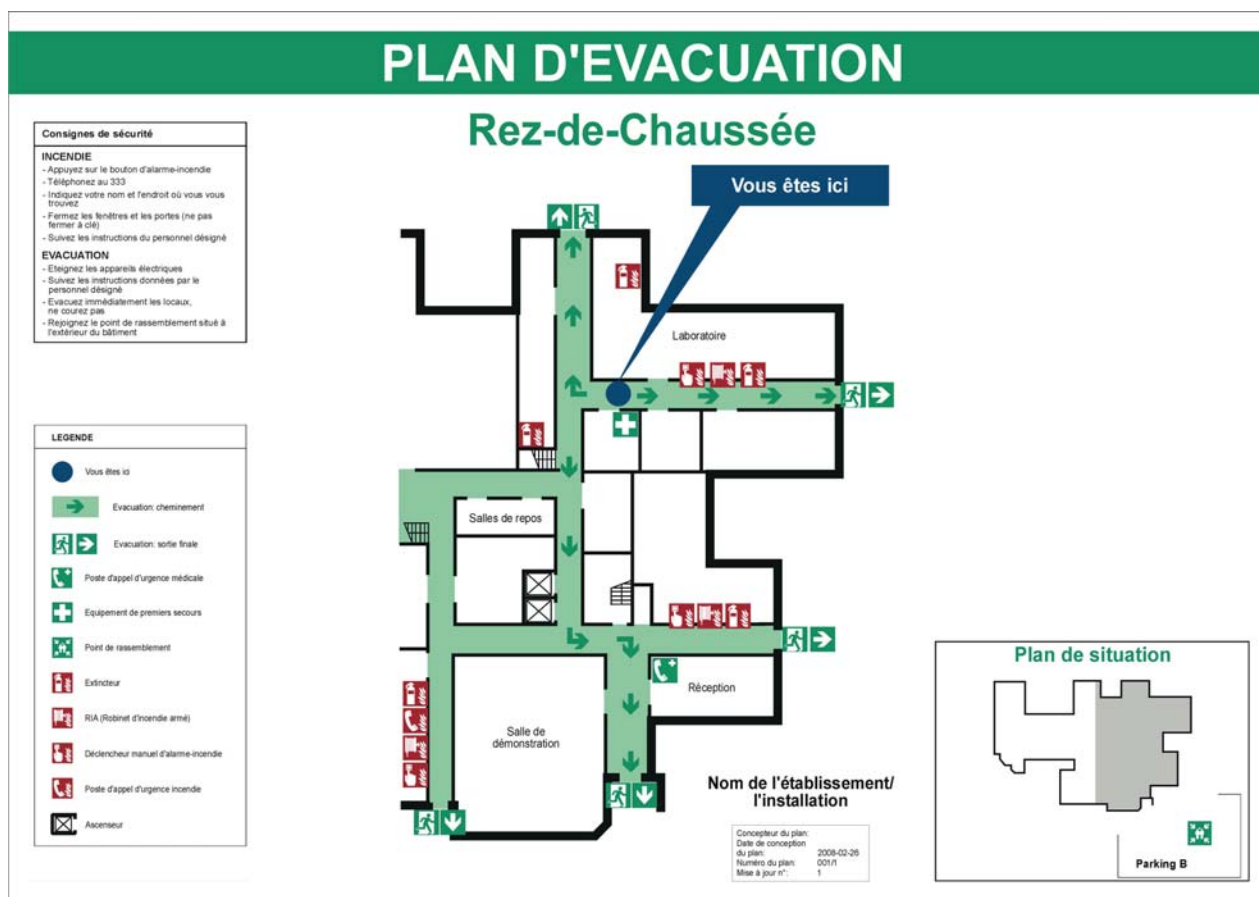 PLAN D'EVACUATION
Rez-de-Chaussée
Consignes de sécurité
INCENDIE
- Appuyez sur le bouton d'alarme-incendie
- Téléphonez au 333
- Indiquez votre nom et l'endroit où vous vous
trouvez
- Fermez les fenêtres et les portes (ne pas
fermer à clé)
- Suivez les instructions du personnel désigné
EVACUATION
- Eteignez les appareils électriques
- Suivez les instructions données par le
personnel désigné
- Evacuez immédiatement les locaux,
ne courez pas
- Rejoignez le point de rassemblement situé à
l'extérieur du bâtiment
Vous êtes ici
Laboratoire
Salles de repos
Réception
Salle de
démonstration
LEGENDE
Vous êtes ici
Evacuation: cheminement
Evacuation: sortie finale
Poste d'appel d'urgence médicale
Equipement de premiers secours
Point de rassemblement
Extincteur
RIA (Robinet d'incendie armé)
Déclencheur manuel d'alarme-incendie
Poste d'appel d'urgence incendie
Ascenseur
Nom de l'établissement/
l'installation
Concepteur du plan:
Date de conception
du plan: 2008-02-26
Numéro du plan: 001/1
Mise à jour n°: 1
Plan de situation
Parking B